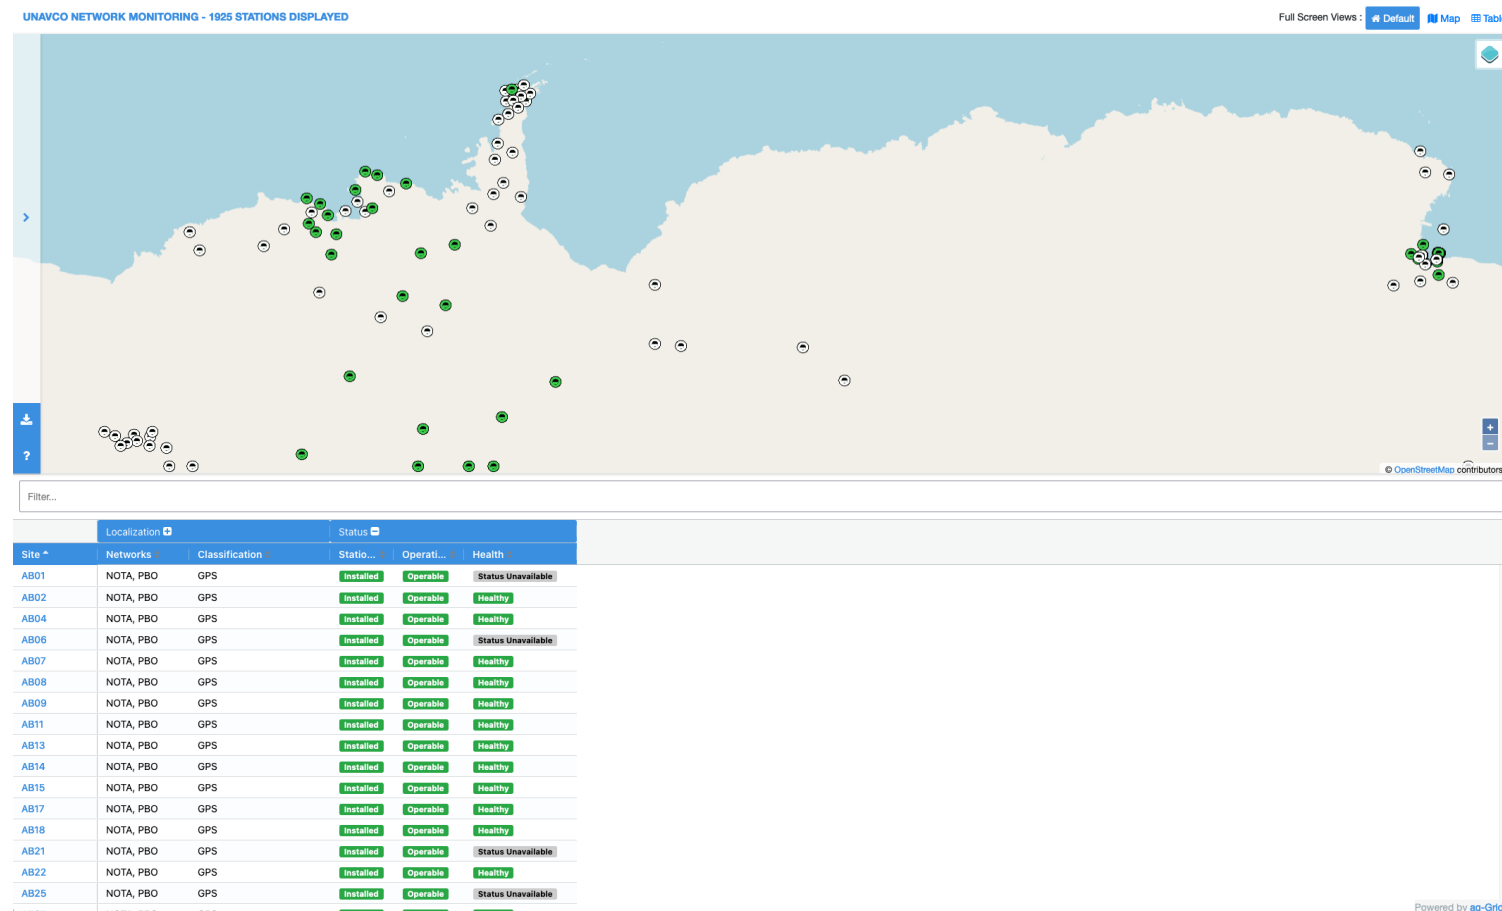 UNAVCO NETWORK MONITORING - 1925 STATIONS DISPLAYED
Full Screen Views : Default Map Tabl
?
+
−
© OpenStreetMap contributors
Filter...
Localization Status
Site Networks Classification Statio... Operati... Health
AB01 NOTA, PBO GPS Installed Operable Status Unavailable
AB02 NOTA, PBO GPS Installed Operable Healthy
AB04 NOTA, PBO GPS Installed Operable Healthy
AB06 NOTA, PBO GPS Installed Operable Status Unavailable
AB07 NOTA, PBO GPS Installed Operable Healthy
AB08 NOTA, PBO GPS Installed Operable Healthy
AB09 NOTA, PBO GPS Installed Operable Healthy
AB11 NOTA, PBO GPS Installed Operable Healthy
AB13 NOTA, PBO GPS Installed Operable Healthy
AB14 NOTA, PBO GPS Installed Operable Healthy
AB15 NOTA, PBO GPS Installed Operable Healthy
AB17 NOTA, PBO GPS Installed Operable Healthy
AB18 NOTA, PBO GPS Installed Operable Healthy
AB21 NOTA, PBO GPS Installed Operable Status Unavailable
AB22 NOTA, PBO GPS Installed Operable Healthy
AB25 NOTA, PBO GPS Installed Operable Status Unavailable
Powered by ag-Grid